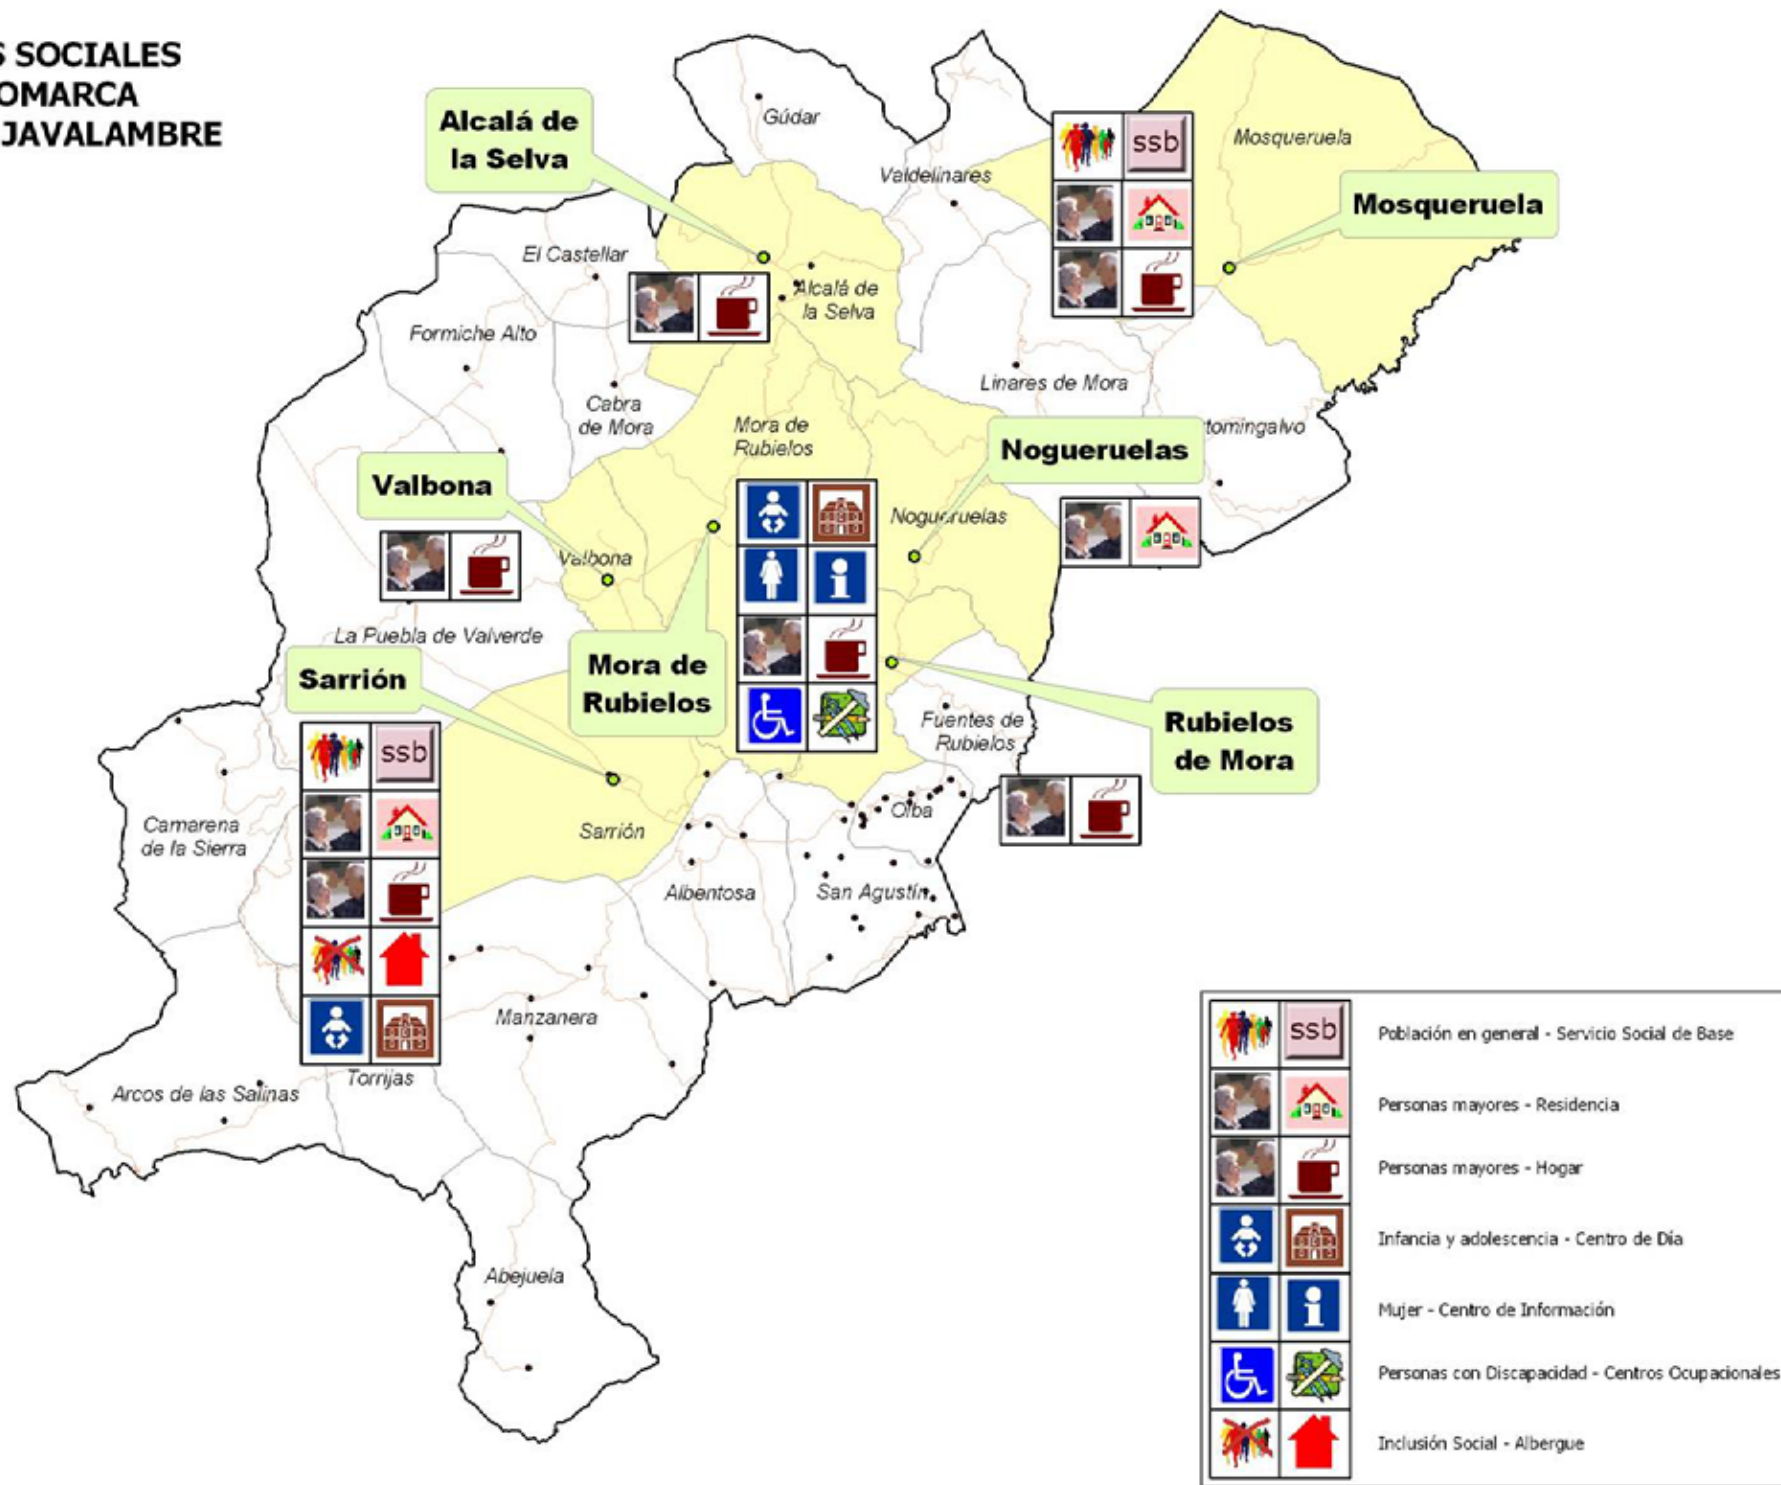 S SOCIALES
OMARCA
JAVALAMBRE
Alcalá de
la Selva
Gúdar
Valdelinares
ssb
Mosqueruela
Mosqueruela
El Castellar
Alcalá de
la Selva
Formiche Alto
Cabra
de Mora
Linares de Mora
Mora de
Rubielos
Nogueruelas
tomingalvo
Valbona
Nogueruelas
Valbona
La Puebla de Valverde
Sarrión
Mora de
Rubielos
Fuentes de
Rubielos
Rubielos
de Mora
ssb
Camarena
de la Sierra
Sarrión
Olba
Albentosa
San Agustín
Manzanera
Torrijas
Arcos de las Salinas
Abejuela
ssb
Población en general - Servicio Social de Base
Personas mayores - Residencia
Personas mayores - Hogar
Infancia y adolescencia - Centro de Día
Mujer - Centro de Información
Personas con Discapacidad - Centros Ocupacionales
Inclusión Social - Albergue